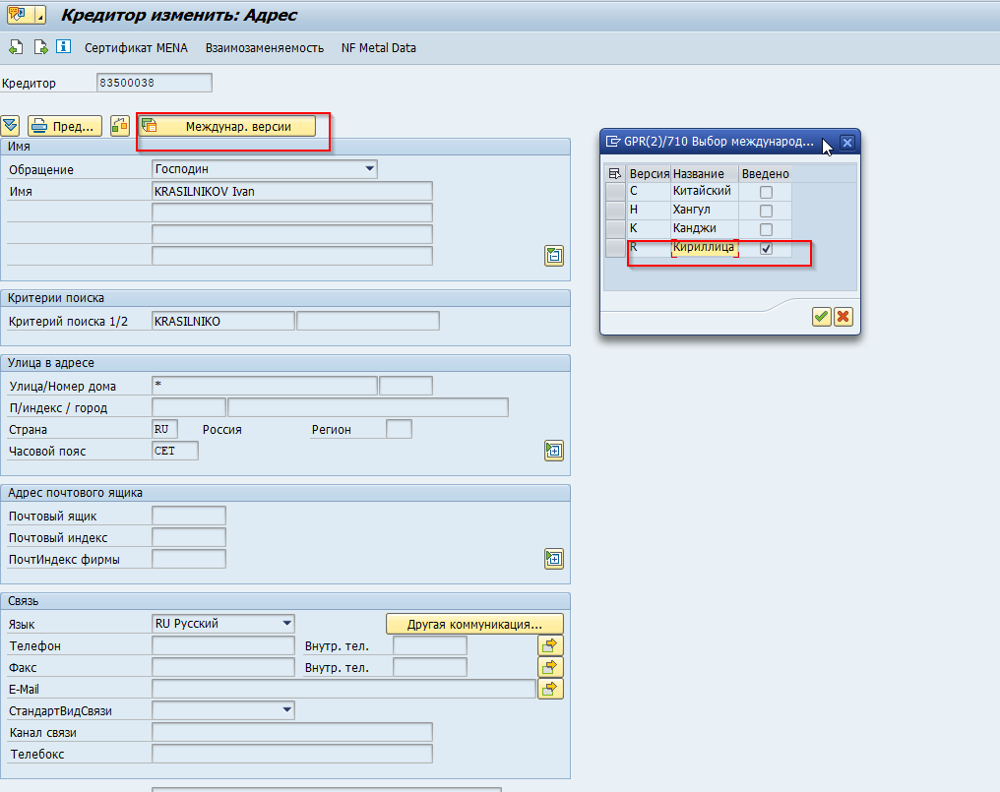 Кредитор изменить: Адрес
Сертификат MENA Взаимозаменяемость NF Metal Data
Кредитор 83500038
Пред... Междунар. версии
Имя
Обращение Господин
Имя KRASILNIKOV Ivan
Критерии поиска
Критерий поиска 1/2 KRASILNIKO
Улица в адресе
Улица/Номер дома *
П/индекс / город
Страна RU Россия Регион
Часовой пояс CET
Адрес почтового ящика
Почтовый ящик
Почтовый индекс
ПочтИндекс фирмы
Связь
Язык RU Русский Другая коммуникация...
Телефон Внутр. тел.
Факс Внутр. тел.
E-Mail
СтандартВидСвязи
Канал связи
Телебокс
GPR(2)/710 Выбор международ...
Версия Название Введено
C Китайский
H Хангул
K Канджи
R Кириллица